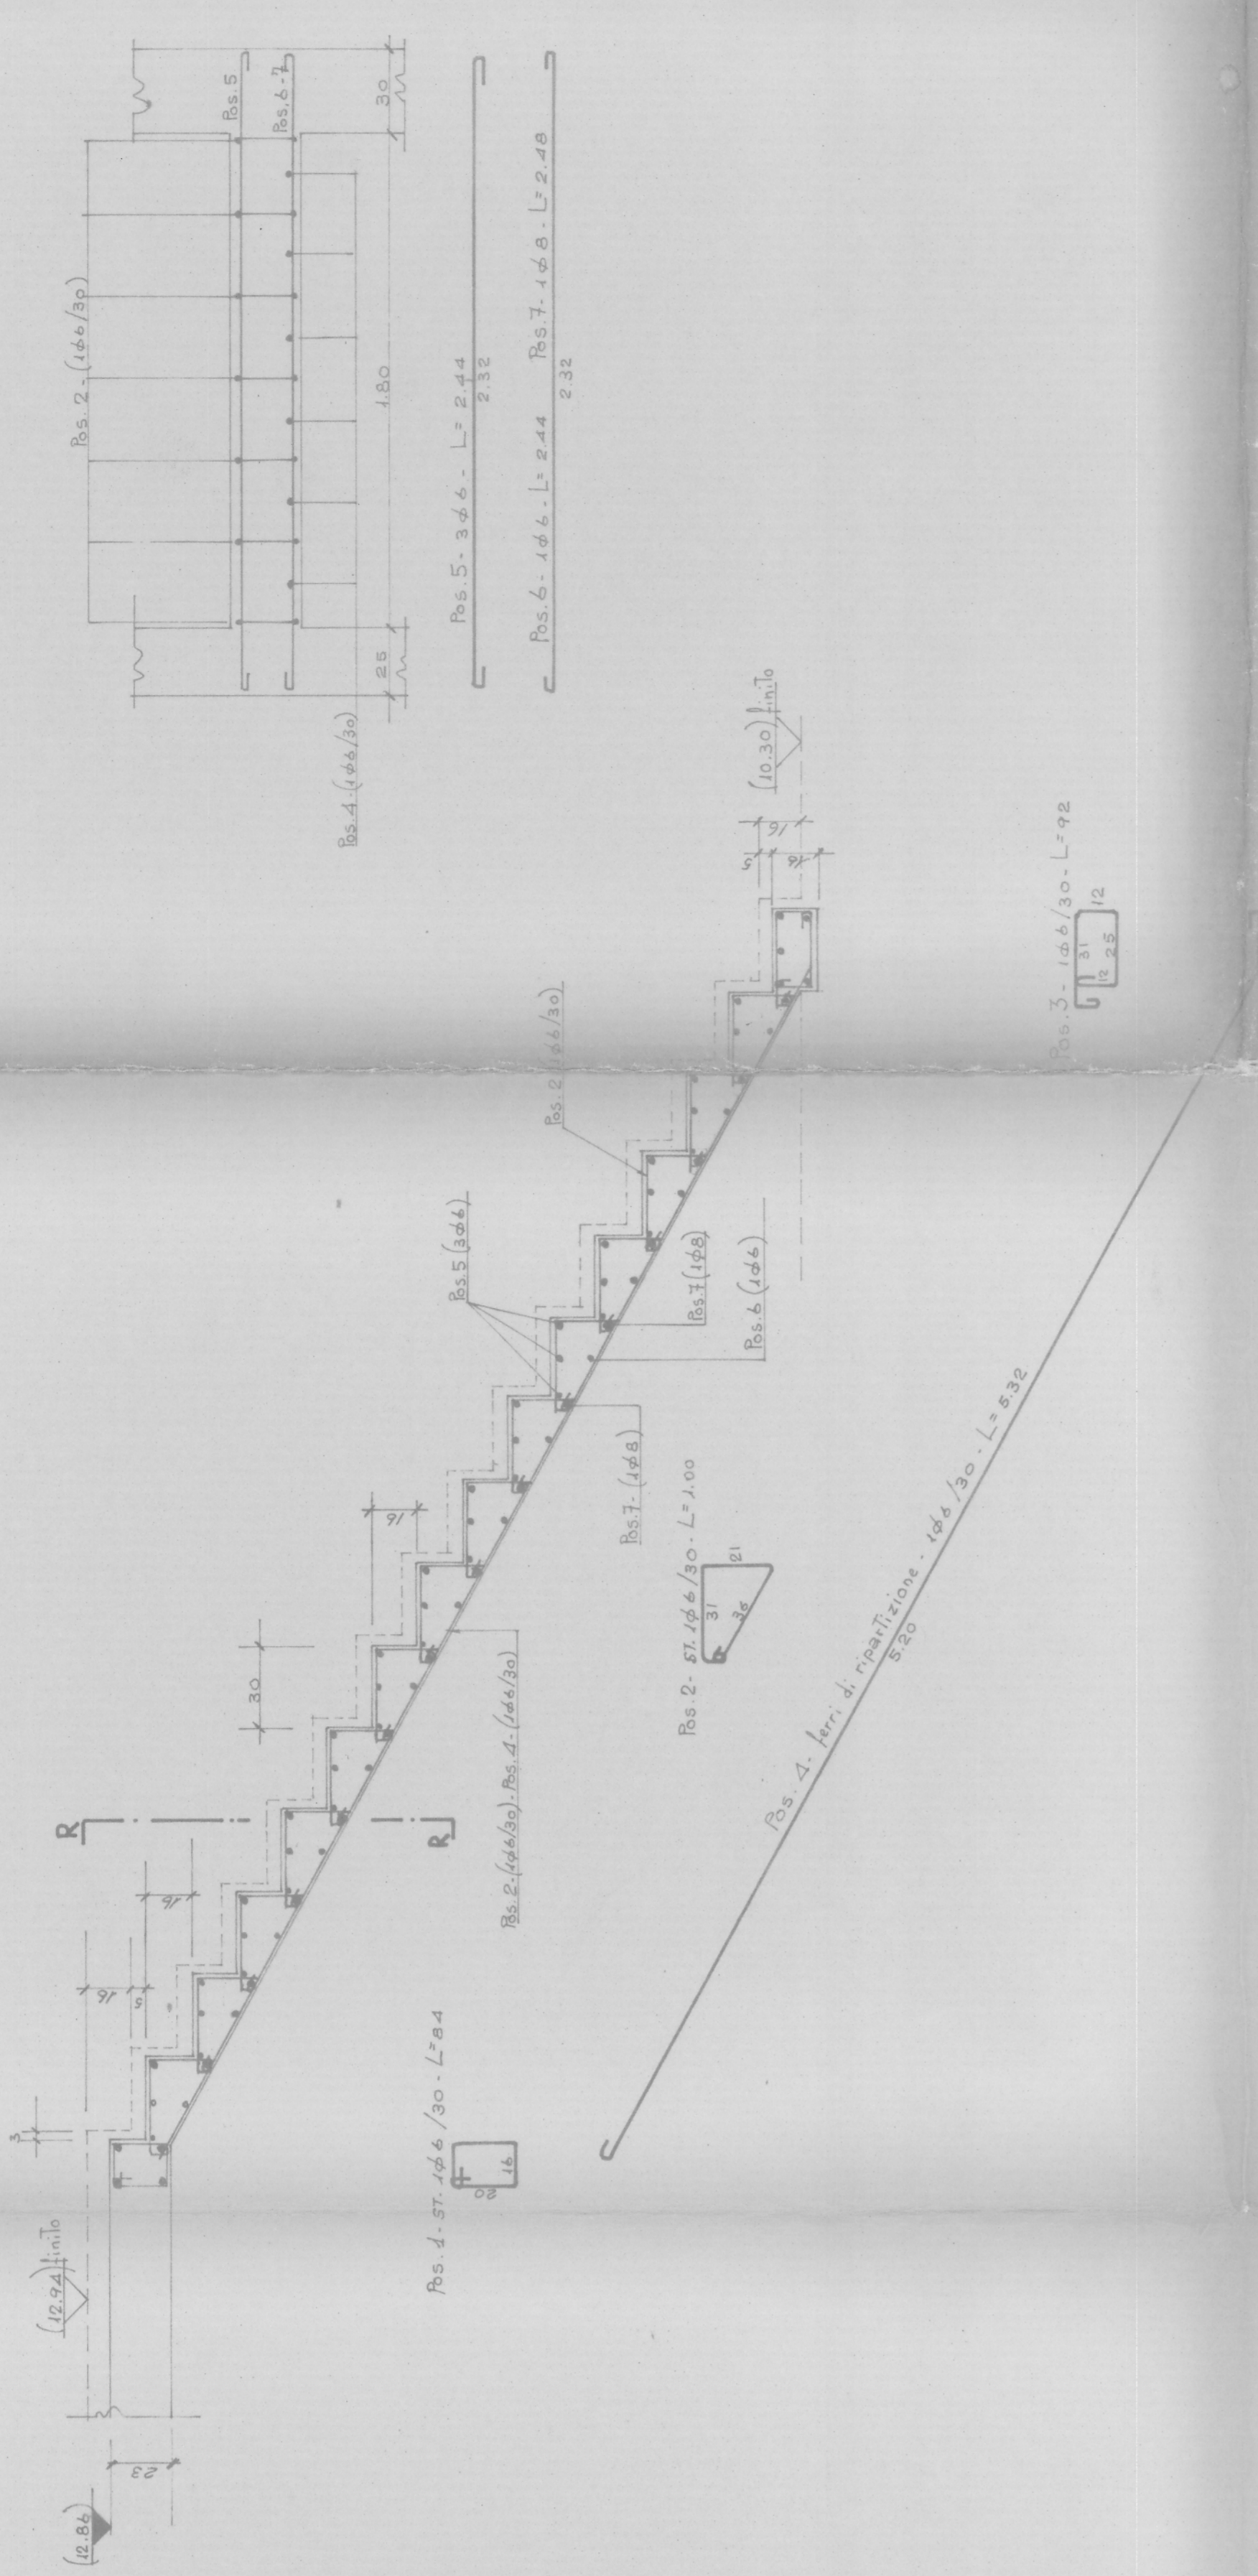 Pos. 2 - (1ϕ6/30)
Pos. 5
Pos. 6-7
30
1.80
25
Pos. 4 - (1ϕ6/30)
Pos. 5 - 3ϕ6 - L= 2.44
2.32
Pos. 6 - 1ϕ6 - L= 2.44 Pos. 7 - 1ϕ8 - L= 2.48
2.32
(10.30) finito
16
5
18
Pos. 3 - 1ϕ6/30 - L=92
31
12
25
12
Pos. 2 (1ϕ6/30)
Pos. 5 (3ϕ6)
Pos. 7 (1ϕ8)
Pos. 6 (1ϕ6)
Pos. 7 - (1ϕ8)
16
30
Pos. 2 - ST. 1ϕ6/30 - L=1.00
31
21
36
Pos. 2 - (1ϕ6/30) - Pos. 4 - (1ϕ6/30)
R
R
Pos. 4 - ferri di ripartizione - 1ϕ6/30 - L= 5.32
5.20
16
16
5
3
Pos. 1 - ST. 1ϕ6/30 - L=84
20
16
(12.94) finito
23
(12.86)